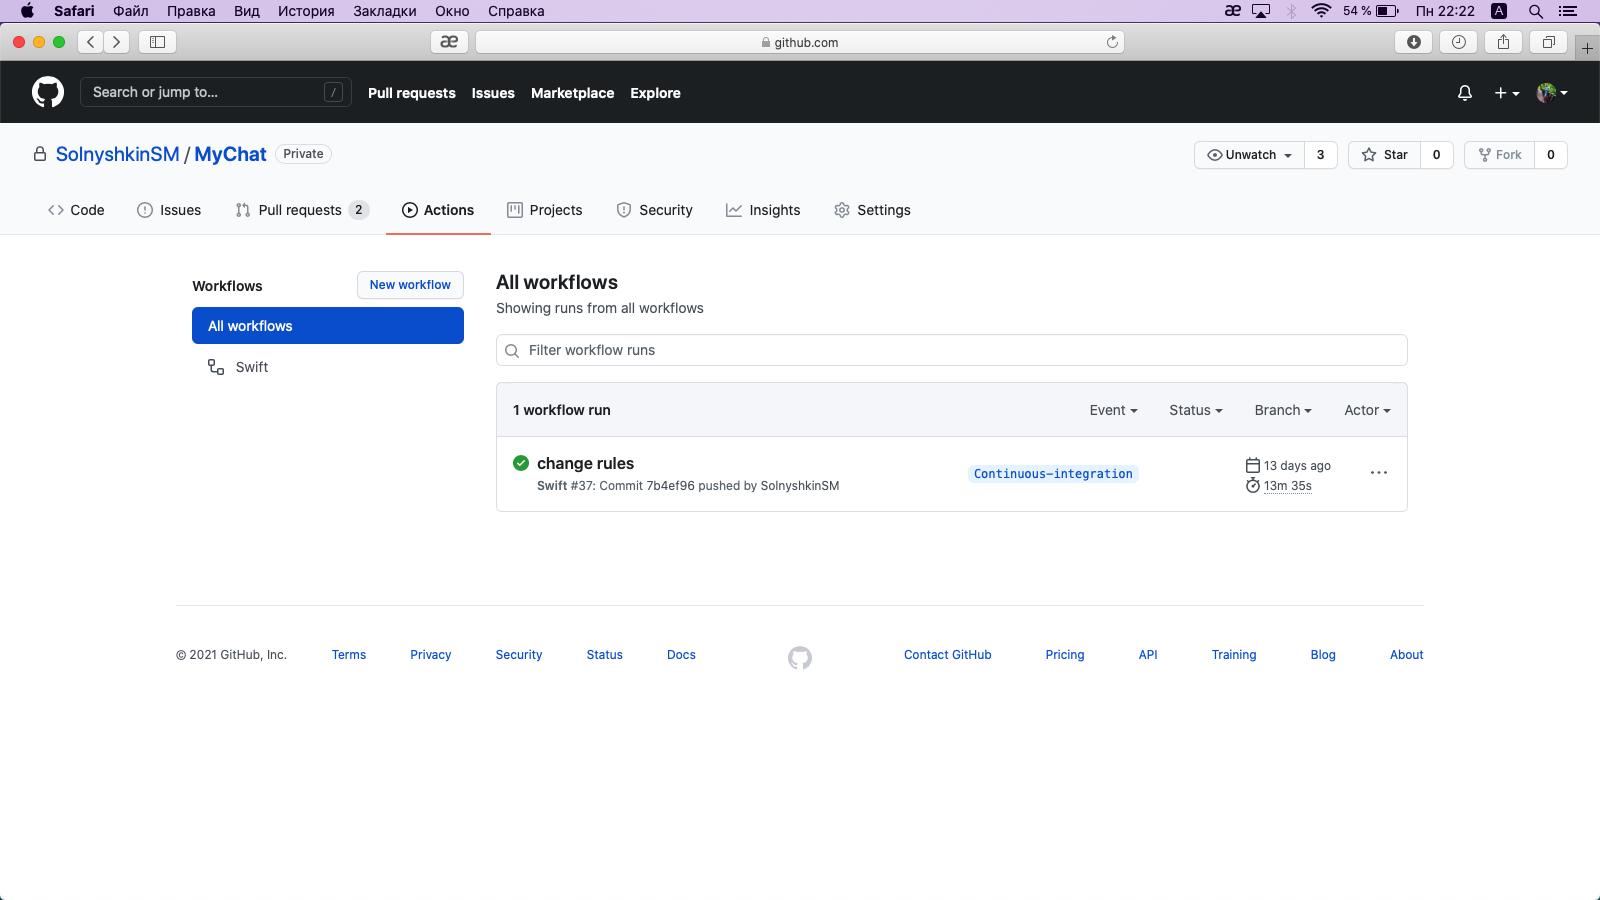 Safari Файл Правка Вид История Закладки Окно Справка æ 54 % Пн 22:22 A
æ github.com
Search or jump to... / Pull requests Issues Marketplace Explore
SolnyshkinSM / MyChat Private Unwatch 3 Star 0 Fork 0
Code Issues Pull requests 2 Actions Projects Security Insights Settings
Workflows New workflow
All workflows
Swift
All workflows
Showing runs from all workflows
Filter workflow runs
1 workflow run Event Status Branch Actor
change rules
Swift #37: Commit 7b4ef96 pushed by SolnyshkinSM
Continuous-integration
13 days ago
13m 35s
© 2021 GitHub, Inc. Terms Privacy Security Status Docs Contact GitHub Pricing API Training Blog About